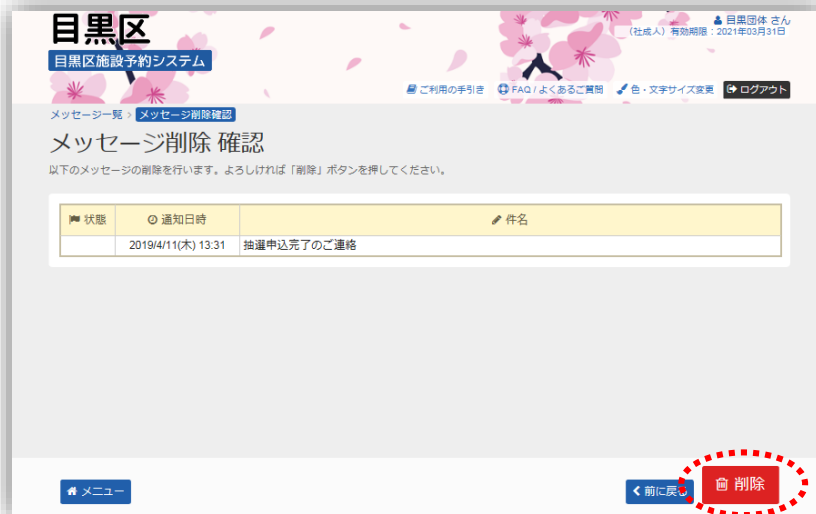 目黒区
目黒区施設予約システム
目黒団体 さん
（社成人）有効期限：2021年03月31日
ご利用の手引き FAQ / よくあるご質問 色・文字サイズ変更 ログアウト
メッセージ一覧 › メッセージ削除確認
メッセージ削除 確認
以下のメッセージの削除を行います。よろしければ「削除」ボタンを押してください。
状態 通知日時 件名
2019/4/11(木) 13:31 抽選申込完了のご連絡
メニュー 前に戻る 削除